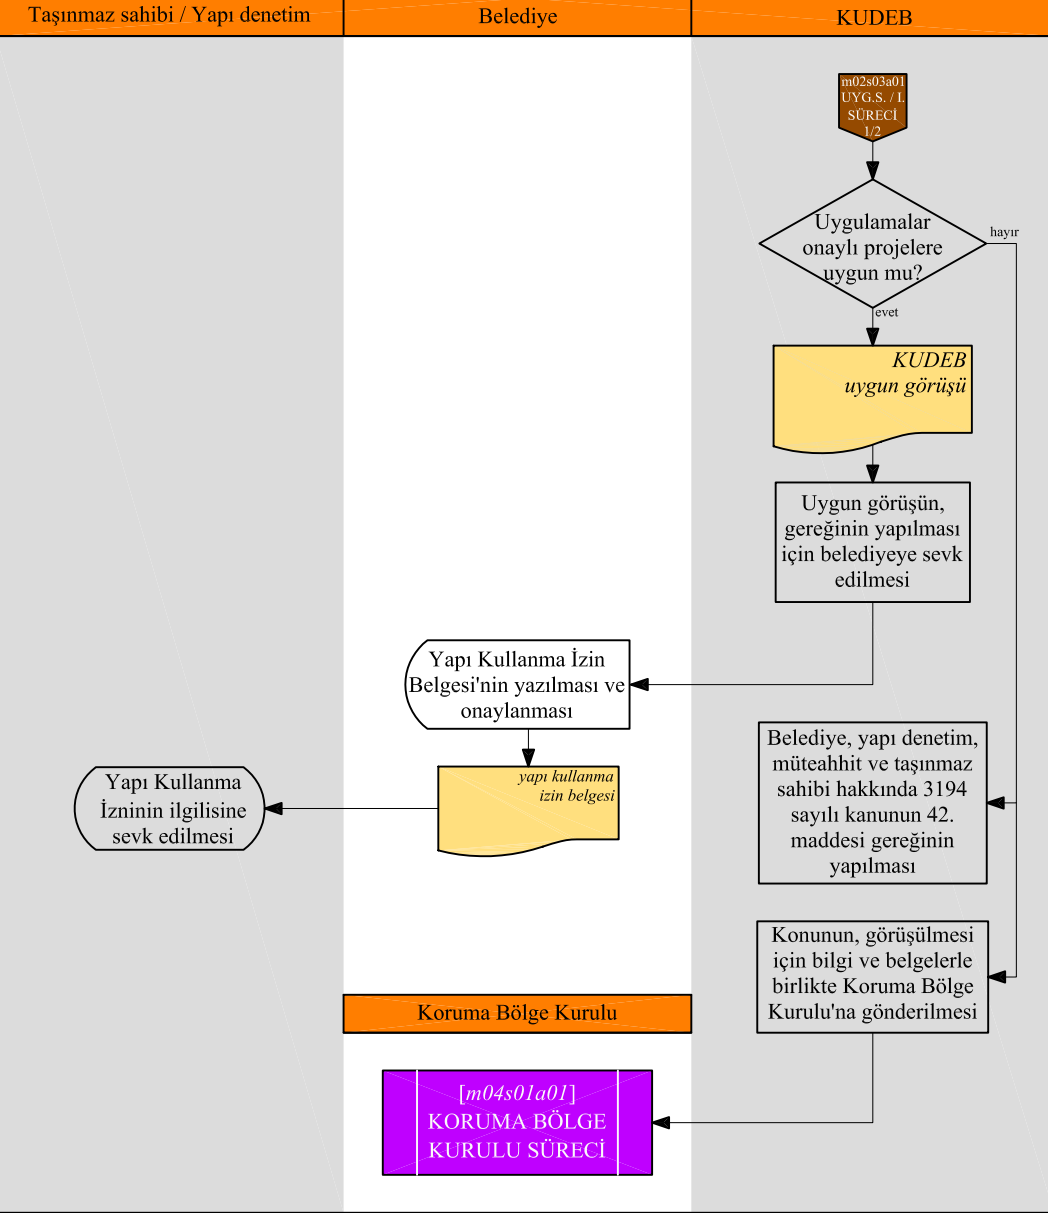 Taşınmaz sahibi / Yapı denetim
Belediye
KUDEB
m02s03a01
UYG.S. / I.
SÜRECİ
1/2
Uygulamalar
onaylı projelere
uygun mu?
hayır
evet
KUDEB
uygun görüşü
Uygun görüşün,
gereğinin yapılması
için belediyeye sevk
edilmesi
Yapı Kullanma İzin
Belgesi'nin yazılması ve
onaylanması
yapı kullanma
izin belgesi
Yapı Kullanma
İzninin ilgilisine
sevk edilmesi
Belediye, yapı denetim,
müteahhit ve taşınmaz
sahibi hakkında 3194
sayılı kanunun 42.
maddesi gereğinin
yapılması
Konunun, görüşülmesi
için bilgi ve belgelerle
birlikte Koruma Bölge
Kurulu'na gönderilmesi
Koruma Bölge Kurulu
[m04s01a01]
KORUMA BÖLGE
KURULU SÜRECİ